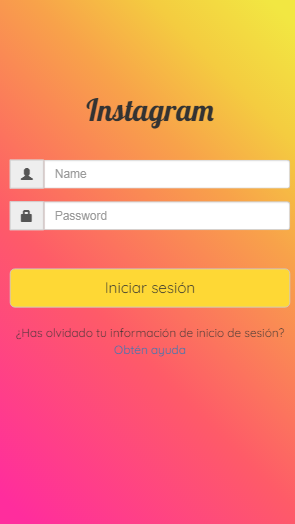 Instagram
Name
Password
Iniciar sesión
¿Has olvidado tu información de inicio de sesión?
Obtén ayuda